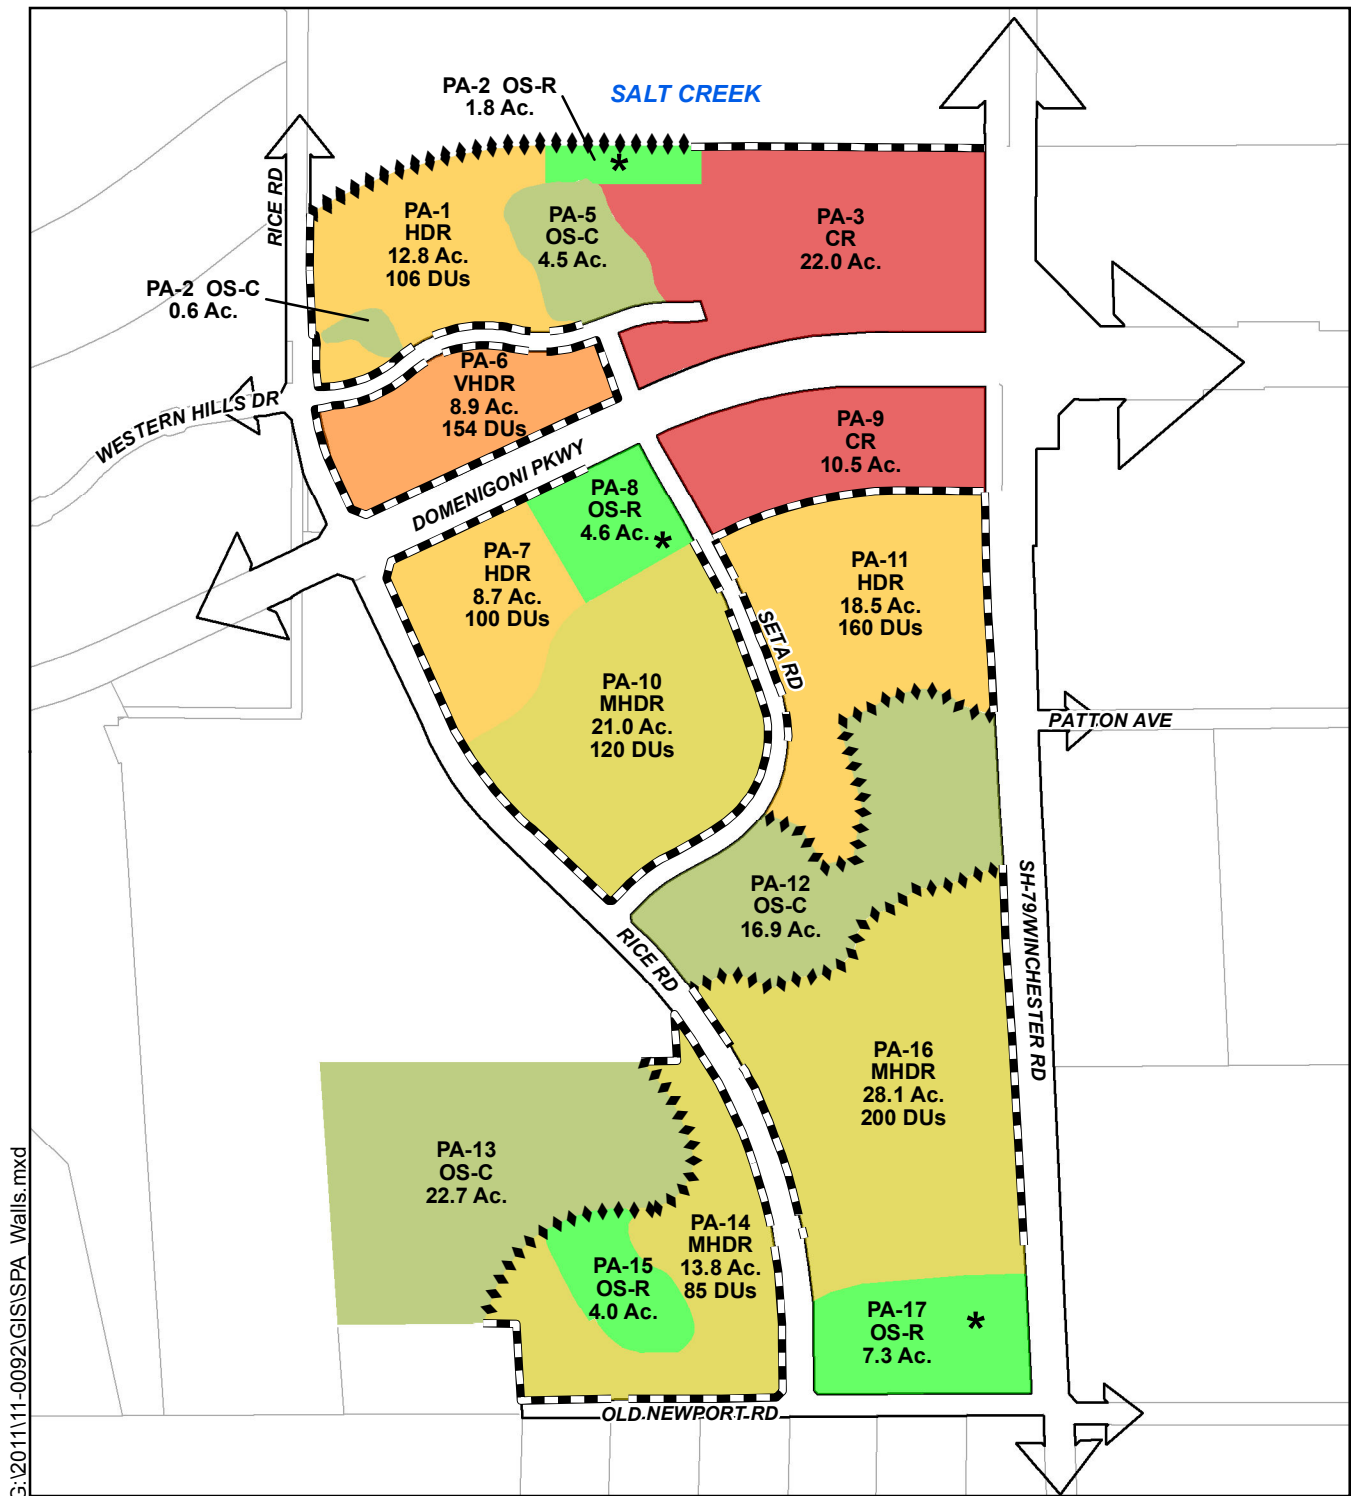 PA-2 OS-R
1.8 Ac.
SALT CREEK
*
RICE RD
PA-1
HDR
12.8 Ac.
106 DUs
PA-5
OS-C
4.5 Ac.
PA-3
CR
22.0 Ac.
PA-2 OS-C
0.6 Ac.
PA-6
VHDR
8.9 Ac.
154 DUs
WESTERN HILLS DR
PA-9
CR
10.5 Ac.
DOMENIGONI PKWY
PA-8
OS-R
4.6 Ac.
*
PA-7
HDR
8.7 Ac.
100 DUs
PA-11
HDR
18.5 Ac.
160 DUs
SETA RD
PA-10
MHDR
21.0 Ac.
120 DUs
PATTON AVE
PA-12
OS-C
16.9 Ac.
RICE RD
SH-79/WINCHESTER RD
PA-16
MHDR
28.1 Ac.
200 DUs
PA-13
OS-C
22.7 Ac.
PA-14
MHDR
13.8 Ac.
85 DUs
PA-15
OS-R
4.0 Ac.
PA-17
OS-R
7.3 Ac.
*
OLD NEWPORT RD
G:\2011\11-0092\GIS\SPA_Walls.mxd